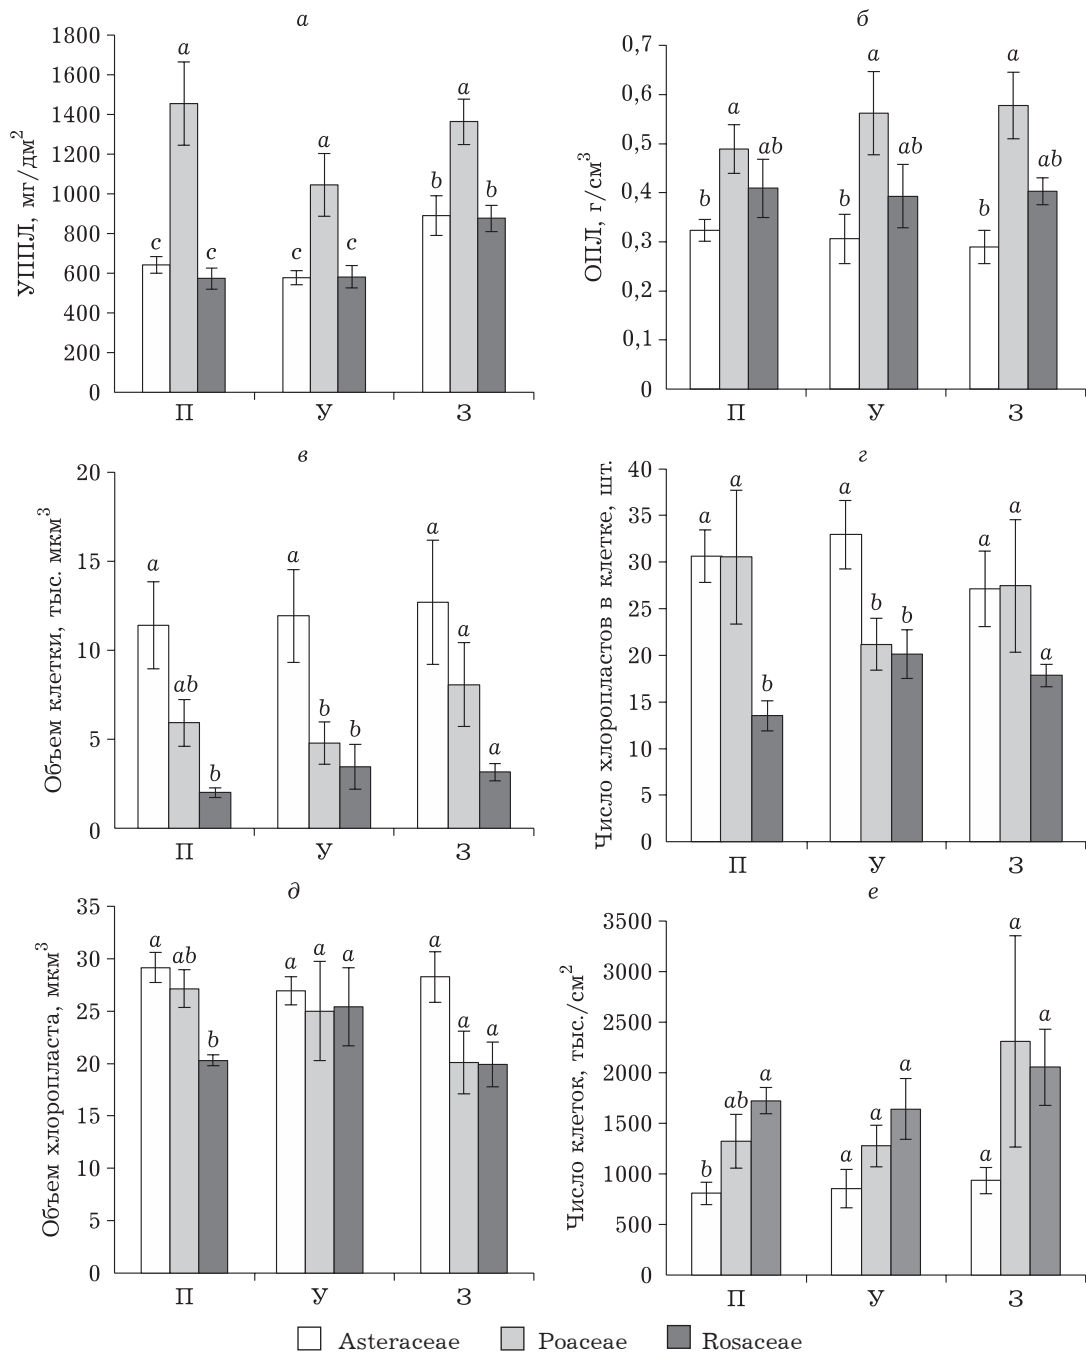 а
УППЛ, мг/дм2
1800
1600
1400
1200
1000
800
600
400
200
0
c a c
c a c
b a b
П У З
б
ОПЛ, г/см3
0,7
0,6
0,5
0,4
0,3
0,2
0,1
0
b a ab
b a ab
b a ab
П У З
в
Объем клетки, тыс. мкм3
20
15
10
5
0
a ab b
a b b
a a a
П У З
г
Число хлоропластов в клетке, шт.
40
35
30
25
20
15
10
5
0
a a b
a b b
a a a
П У З
д
Объем хлоропласта, мкм3
35
30
25
20
15
10
5
0
a ab b
a a a
a a a
П У З
е
Число клеток, тыс./см2
3500
3000
2500
2000
1500
1000
500
0
b ab a
a a a
a a a
П У З
Asteraceae Poaceae Rosaceae